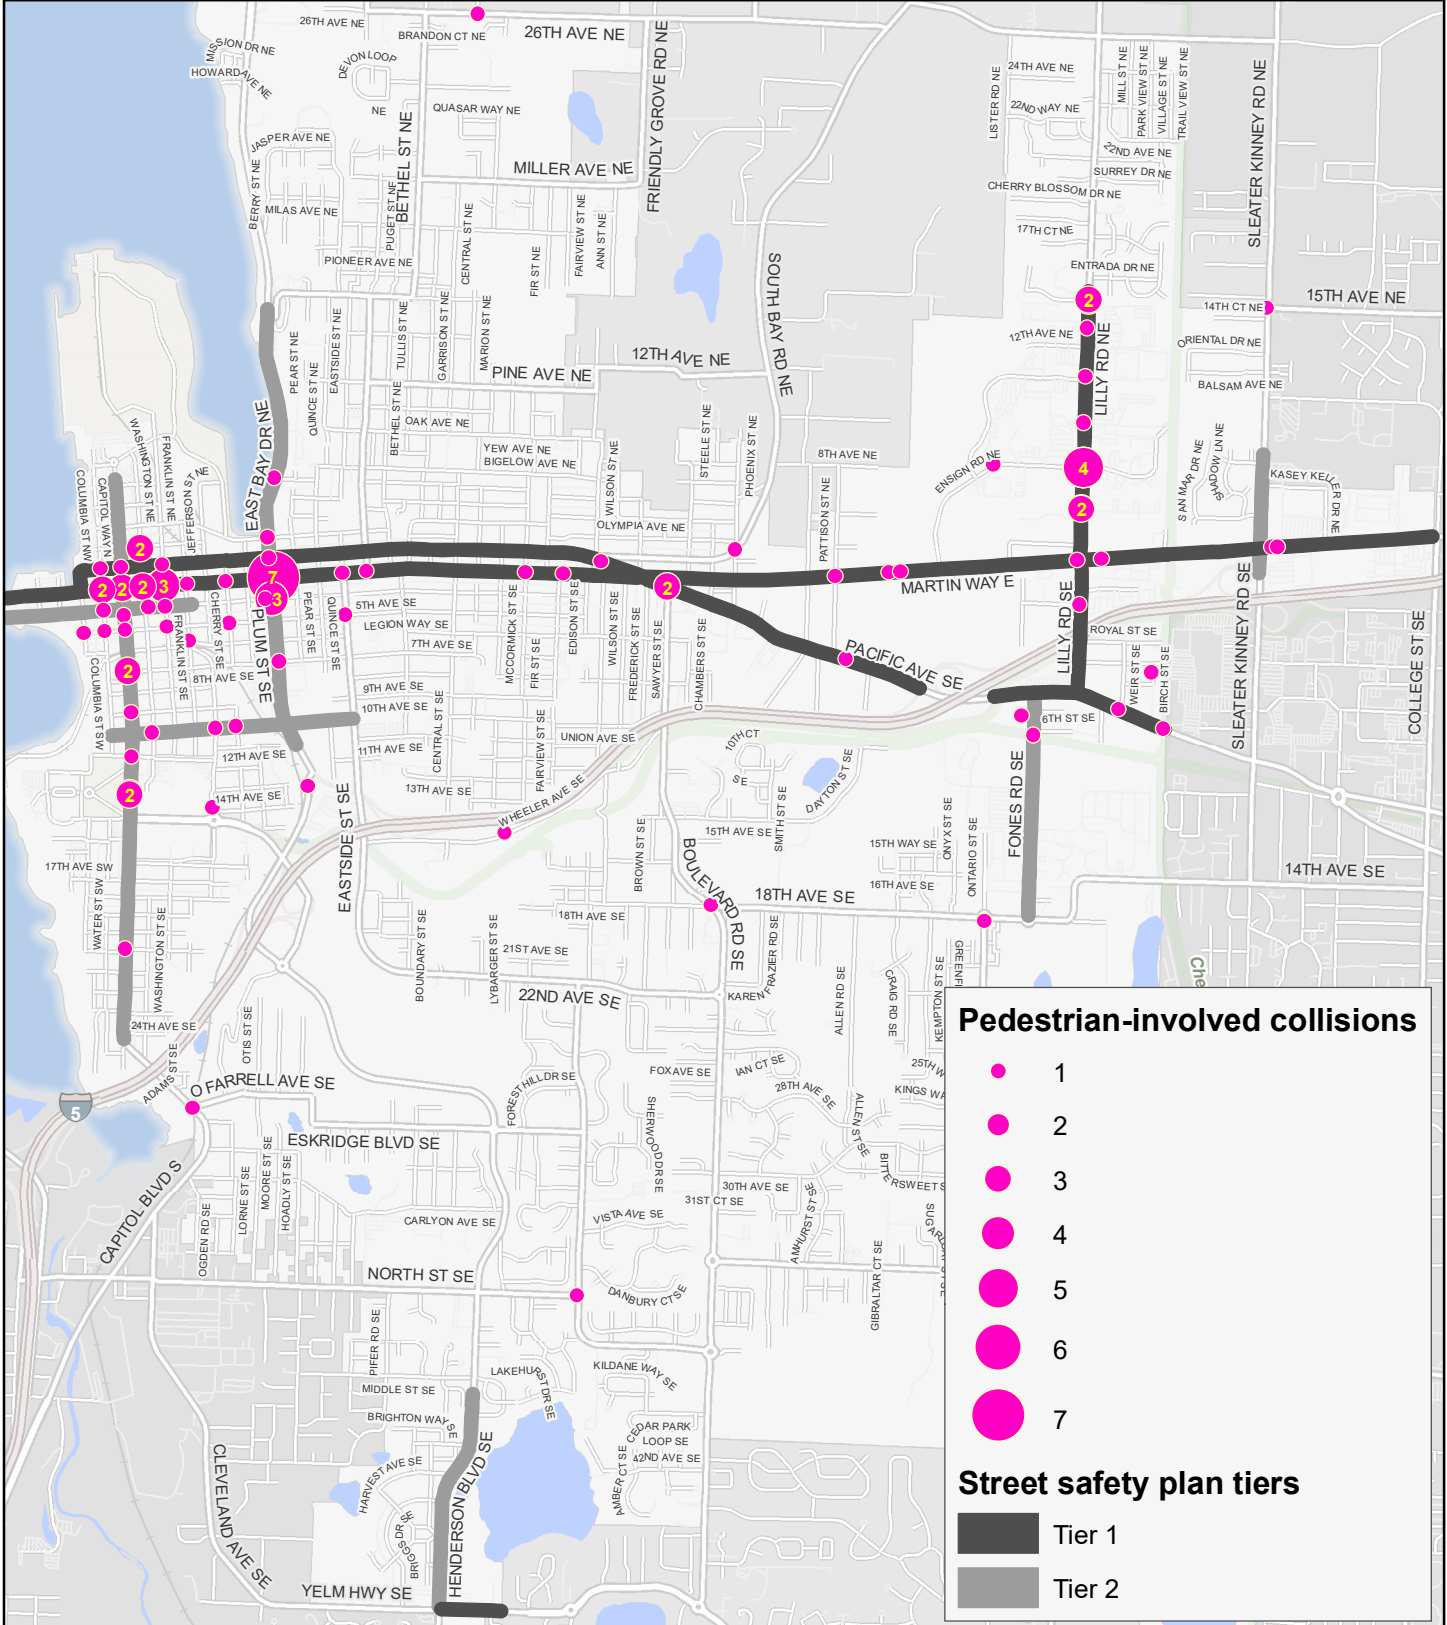 26TH AVE NE
BRANDON CT NE
26TH AVE NE
MISSION DR NE
HOWARD AVE NE
DEVON LOOP
NE
QUASAR WAY NE
BETHEL ST NE
FRIENDLY GROVE RD NE
LISTER RD NE
24TH AVE NE
22ND WAY NE
MILL ST NE
PARK VIEW ST NE
VILLAGE ST NE
TRAIL VIEW ST NE
SLEATER KINNEY RD NE
JASPER AVE NE
22ND AVE NE
SURREY DR NE
MILLER AVE NE
CHERRY BLOSSOM DR NE
BERRY ST NE
MILAS AVE NE
PUGET ST NE
CENTRAL ST NE
FAIRVIEW ST NE
ANN ST NE
FIR ST NE
17TH CT NE
PIONEER AVE NE
ENTRADA DR NE
SOUTH BAY RD NE
2
14TH CT NE
15TH AVE NE
PEAR ST NE
QUINCE ST NE
EASTSIDE ST NE
TULLIS ST NE
GARRISON ST NE
MARION ST NE
12TH AVE NE
12TH AVE NE
LILLY RD NE
ORIENTAL DR NE
PINE AVE NE
BALSAM AVE NE
BETHEL ST NE
OAK AVE NE
YEW AVE NE
BIGELOW AVE NE
WILSON ST NE
STEELE ST NE
PHOENIX ST NE
8TH AVE NE
PATTISON ST NE
ENSIGN RD NE
4
2
SAN MAR DR NE
SHADOW LN NE
KASEY KELLER DR NE
EAST BAY DR NE
WASHINGTON ST NE
FRANKLIN ST NE
JEFFERSON ST NE
COLUMBIA ST NW
CAPITOL WAY N
OLYMPIA AVE NE
2
2
2
2
3
7
3
2
MARTIN WAY E
CHERRY ST SE
FRANKLIN ST SE
PLUM ST SE
PEAR ST SE
QUINCE ST SE
5TH AVE SE
LEGION WAY SE
7TH AVE SE
MCCORMICK ST SE
FIR ST SE
EDISON ST SE
WILSON ST SE
FREDERICK ST SE
SAWYER ST SE
CHAMBERS ST SE
PACIFIC AVE SE
LILLY RD SE
ROYAL ST SE
WEIR ST SE
BIRCH ST SE
SLEATER KINNEY RD SE
COLLEGE ST SE
2
8TH AVE SE
COLUMBIA ST SW
9TH AVE SE
10TH AVE SE
11TH AVE SE
CENTRAL ST SE
FAIRVIEW ST SE
UNION AVE SE
10TH CT
SE
6TH ST SE
12TH AVE SE
DAYTON ST SE
2
14TH AVE SE
13TH AVE SE
WHEELER AVE SE
EASTSIDE ST SE
FONES RD SE
SMITH ST SE
15TH AVE SE
BROWN ST SE
15TH WAY SE
ONYX ST SE
ONTARIO ST SE
BOULEVARD RD SE
17TH AVE SW
16TH AVE SE
14TH AVE SE
18TH AVE SE
WATER ST SW
WASHINGTON ST SE
BOUNDARY ST SE
LYBARGER ST SE
18TH AVE SE
21ST AVE SE
FRAZIER RD SE
GREENFI
22ND AVE SE
KAREN
ALLEN RD SE
CRAIG RD SE
KEMPTON ST SE
Che
24TH AVE SE
OTIS ST SE
ADAMS ST SE
O FARRELL AVE SE
FOREST HILL DR SE
FOX AVE SE
IAN CT SE
28TH AVE SE
25TH W
KINGS WA
5
ESKRIDGE BLVD SE
SHERWOOD DR SE
ALLEN ST SE
MOORE ST SE
LORNE ST SE
HOADLY ST SE
OGDEN RD SE
CAPITOL BLVD S
30TH AVE SE
31ST CT SE
BITTERSWEET S
CARLYON AVE SE
VISTA AVE SE
AMHURST ST SE
GIBRALTAR CT SE
NORTH ST SE
DANBURY CT SE
PIFER RD SE
LAKEHURST DR SE
KILDANE WAY SE
MIDDLE ST SE
BRIGHTON WAY SE
CEDAR PARK
LOOP SE
42ND AVE SE
AMBER CT SE
HARVEST AVE SE
BRIGGS DR SE
HENDERSON BLVD SE
CLEVELAND AVE SE
YELM HWY SE
Pedestrian-involved collisions
1
2
3
4
5
6
7
Street safety plan tiers
Tier 1
Tier 2